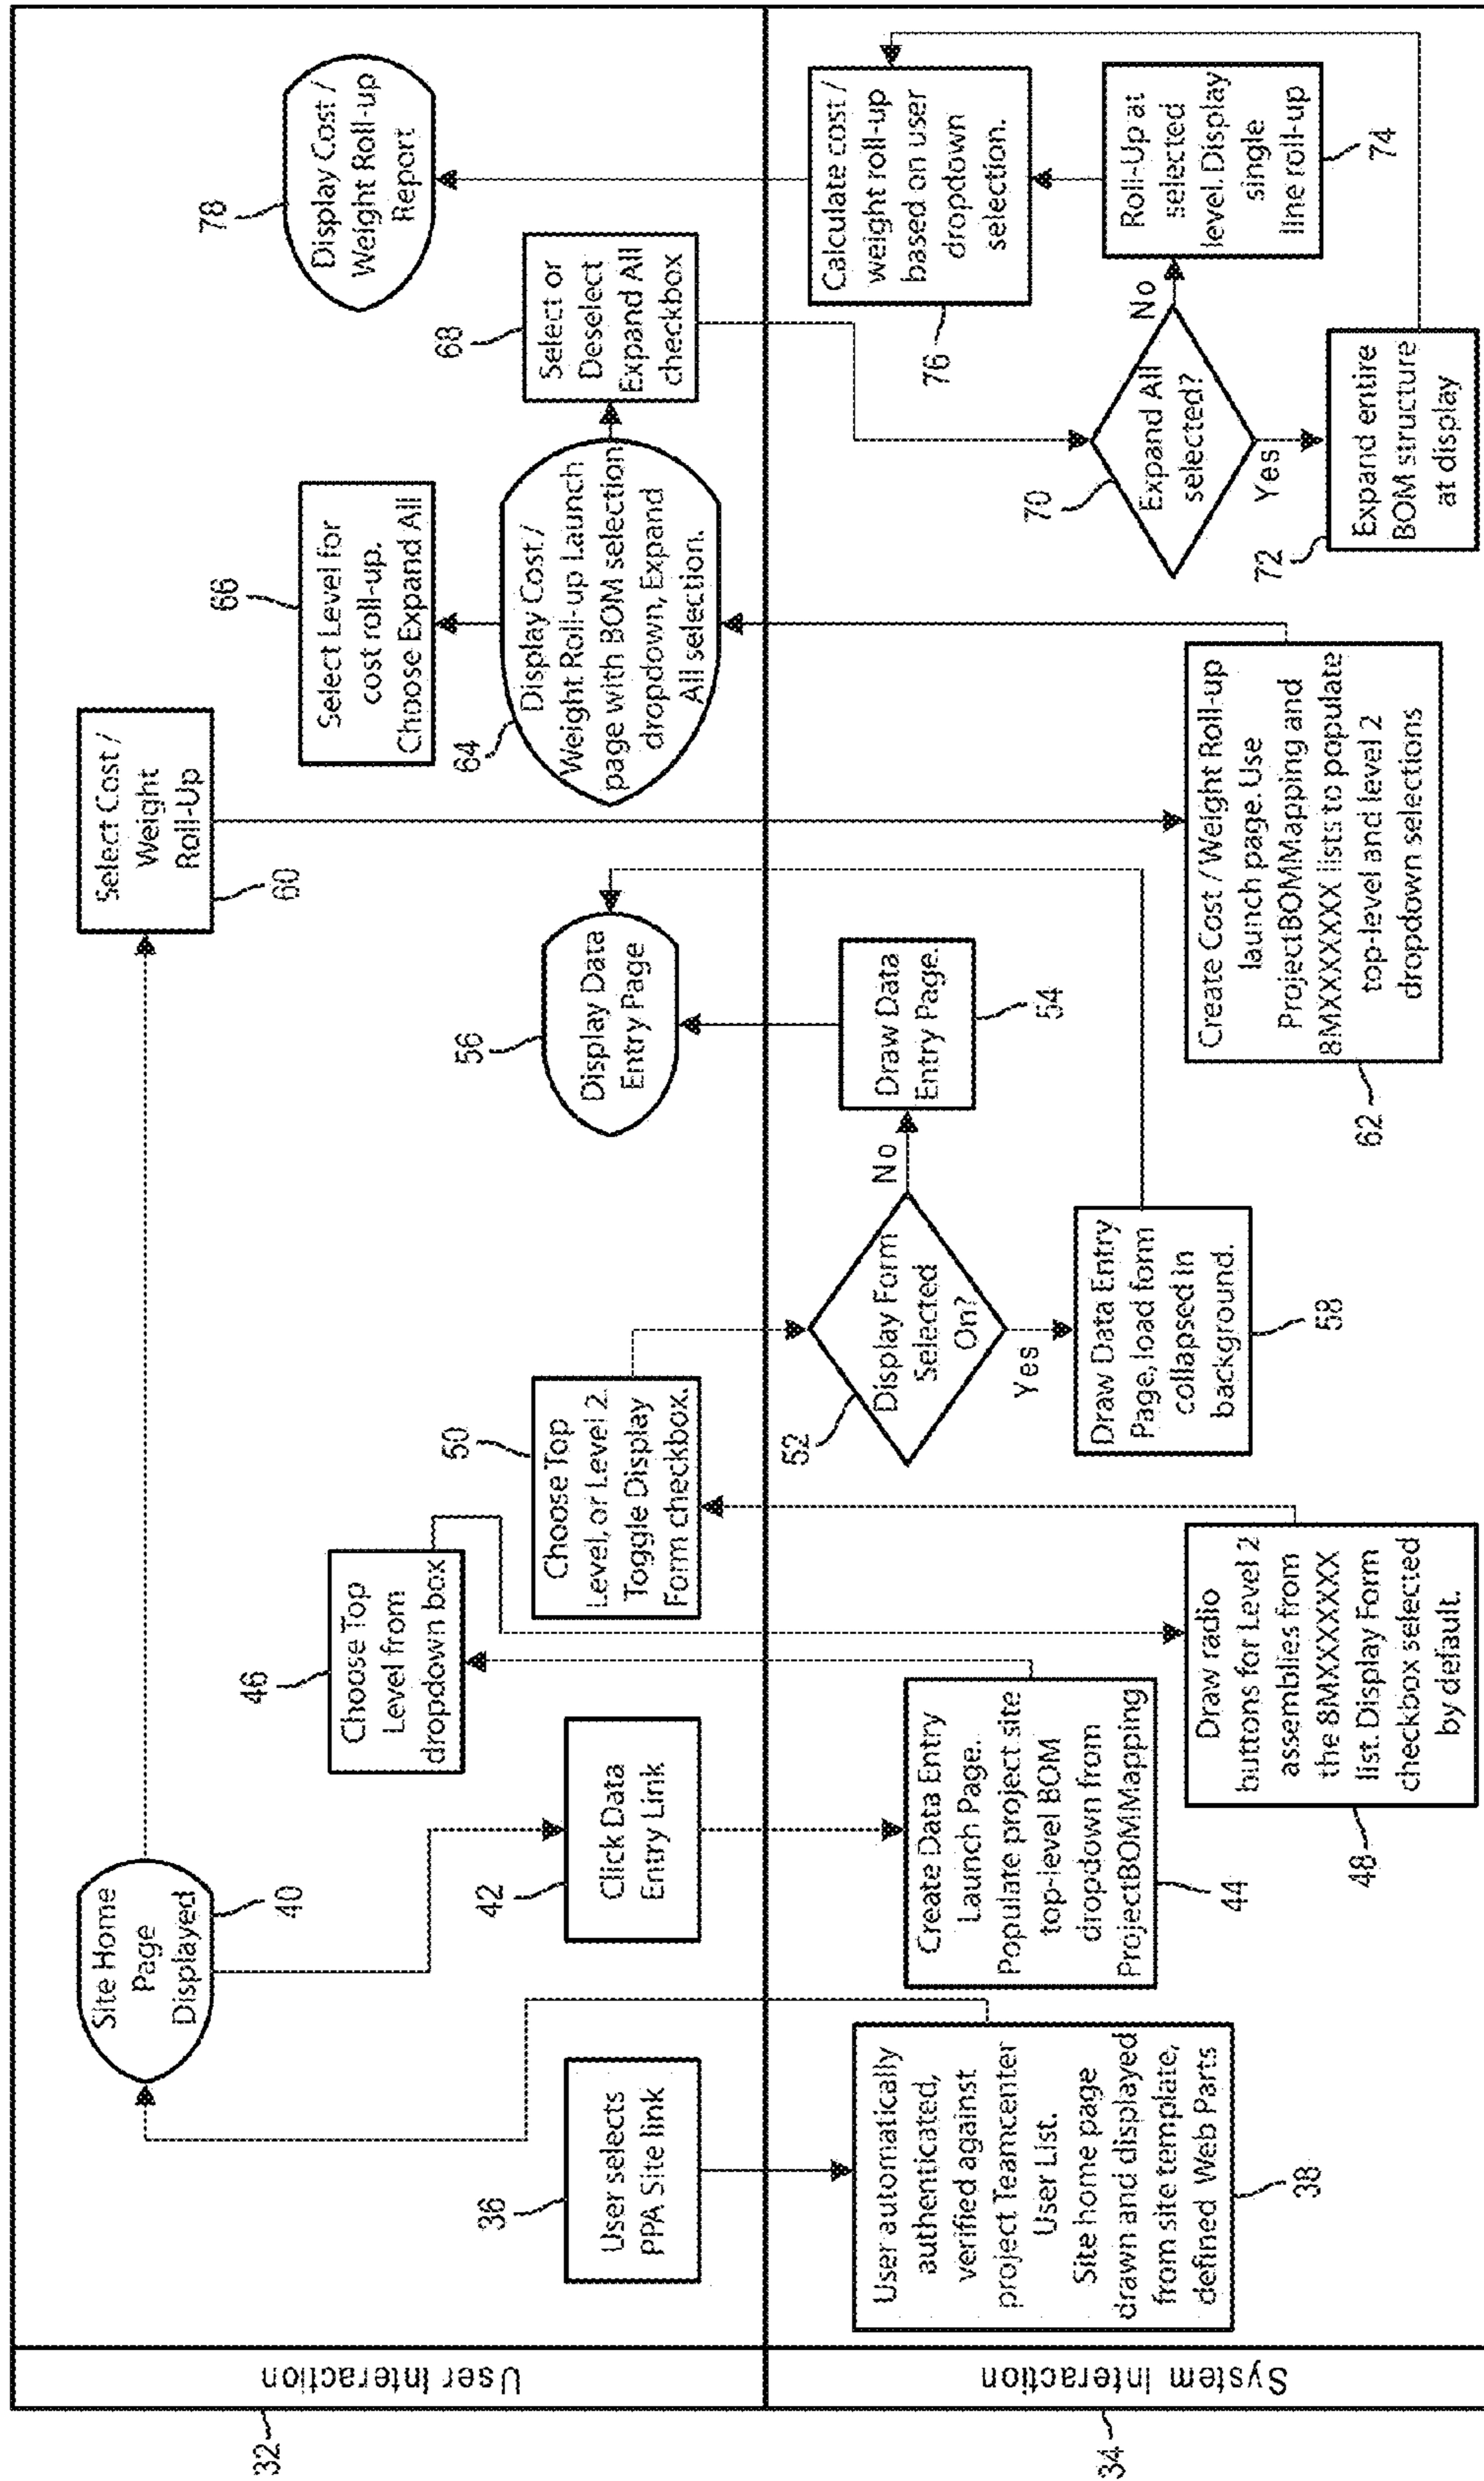 32
User Interaction
34
System Interaction
36
User selects
PPA Site link
User automatically
authenticated,
verified against
project Teamcenter
User List.
Site home page
drawn and displayed
from site template,
defined Web Parts
38
Site Home
Page
Displayed
40
42
Click Data
Entry Link
Create Data Entry
Launch Page.
Populate project site
top-level BOM
dropdown from
ProjectBOMMapping
44
46
Choose Top
Level from
dropdown box
Draw radio
buttons for Level 2
assemblies from
the 8MXXXXXX
list. Display Form
checkbox selected
by default.
48
50
Choose Top
Level, or Level 2.
Toggle Display
Form checkbox.
52
Display Form
Selected
On?
No
Yes
Draw Data
Entry Page.
54
56
Display Data
Entry Page
Draw Data Entry
Page, load form
collapsed in
background.
58
Select Cost /
Weight
Roll-Up
60
Create Cost / Weight Roll-up
launch page. Use
ProjectBOMMapping and
8MXXXXXX lists to populate
top-level and level 2
dropdown selections
62
64
Display Cost /
Weight Roll-up Launch
page with BOM selection
dropdown, Expand
All selection.
66
Select Level for
cost roll-up.
Choose Expand All
68
Select or
Deselect
Expand All
checkbox
70
Expand All
selected?
No
Yes
72
Expand entire
BOM structure
at display
Roll-Up at
selected
level. Display
single
line roll-up
74
76
Calculate cost /
weight roll-up
based on user
dropdown
selection.
78
Display Cost /
Weight Roll-up
Report